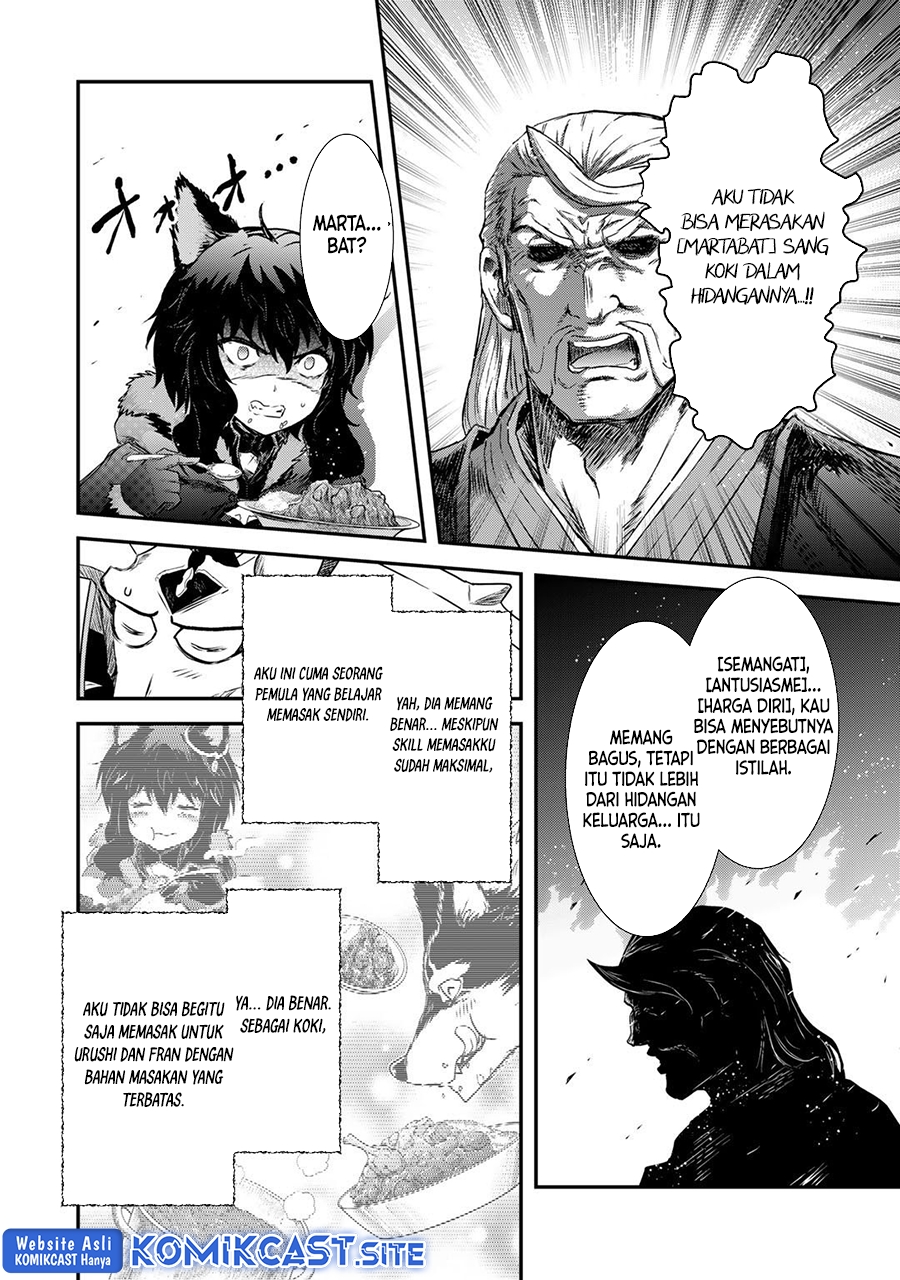 AKU TIDAK
BISA MERASAKAN
[MARTABAT] SANG
KOKI DALAM
HIDANGANNYA...!!
MARTA...
BAT?
オオオ...
[SEMANGAT],
[ANTUSIASME]...
[HARGA DIRI], KAU
BISA MENYEBUTNYA
DENGAN BERBAGAI
ISTILAH.
MEMANG
BAGUS, TETAPI
ITU TIDAK LEBIH
DARI HIDANGAN
KELUARGA... ITU
SAJA.
YAH, DIA MEMANG
BENAR... MESKIPUN
SKILL MEMASAKKU
SUDAH MAKSIMAL,
AKU INI CUMA SEORANG
PEMULA YANG BELAJAR
MEMASAK SENDIRI.
YA... DIA BENAR.
SEBAGAI KOKI,
AKU TIDAK BISA BEGITU
SAJA MEMASAK UNTUK
URUSHI DAN FRAN DENGAN
BAHAN MASAKAN YANG
TERBATAS.
Website Asli
KOMIKCAST Hanya
KOMIKCAST.SITE